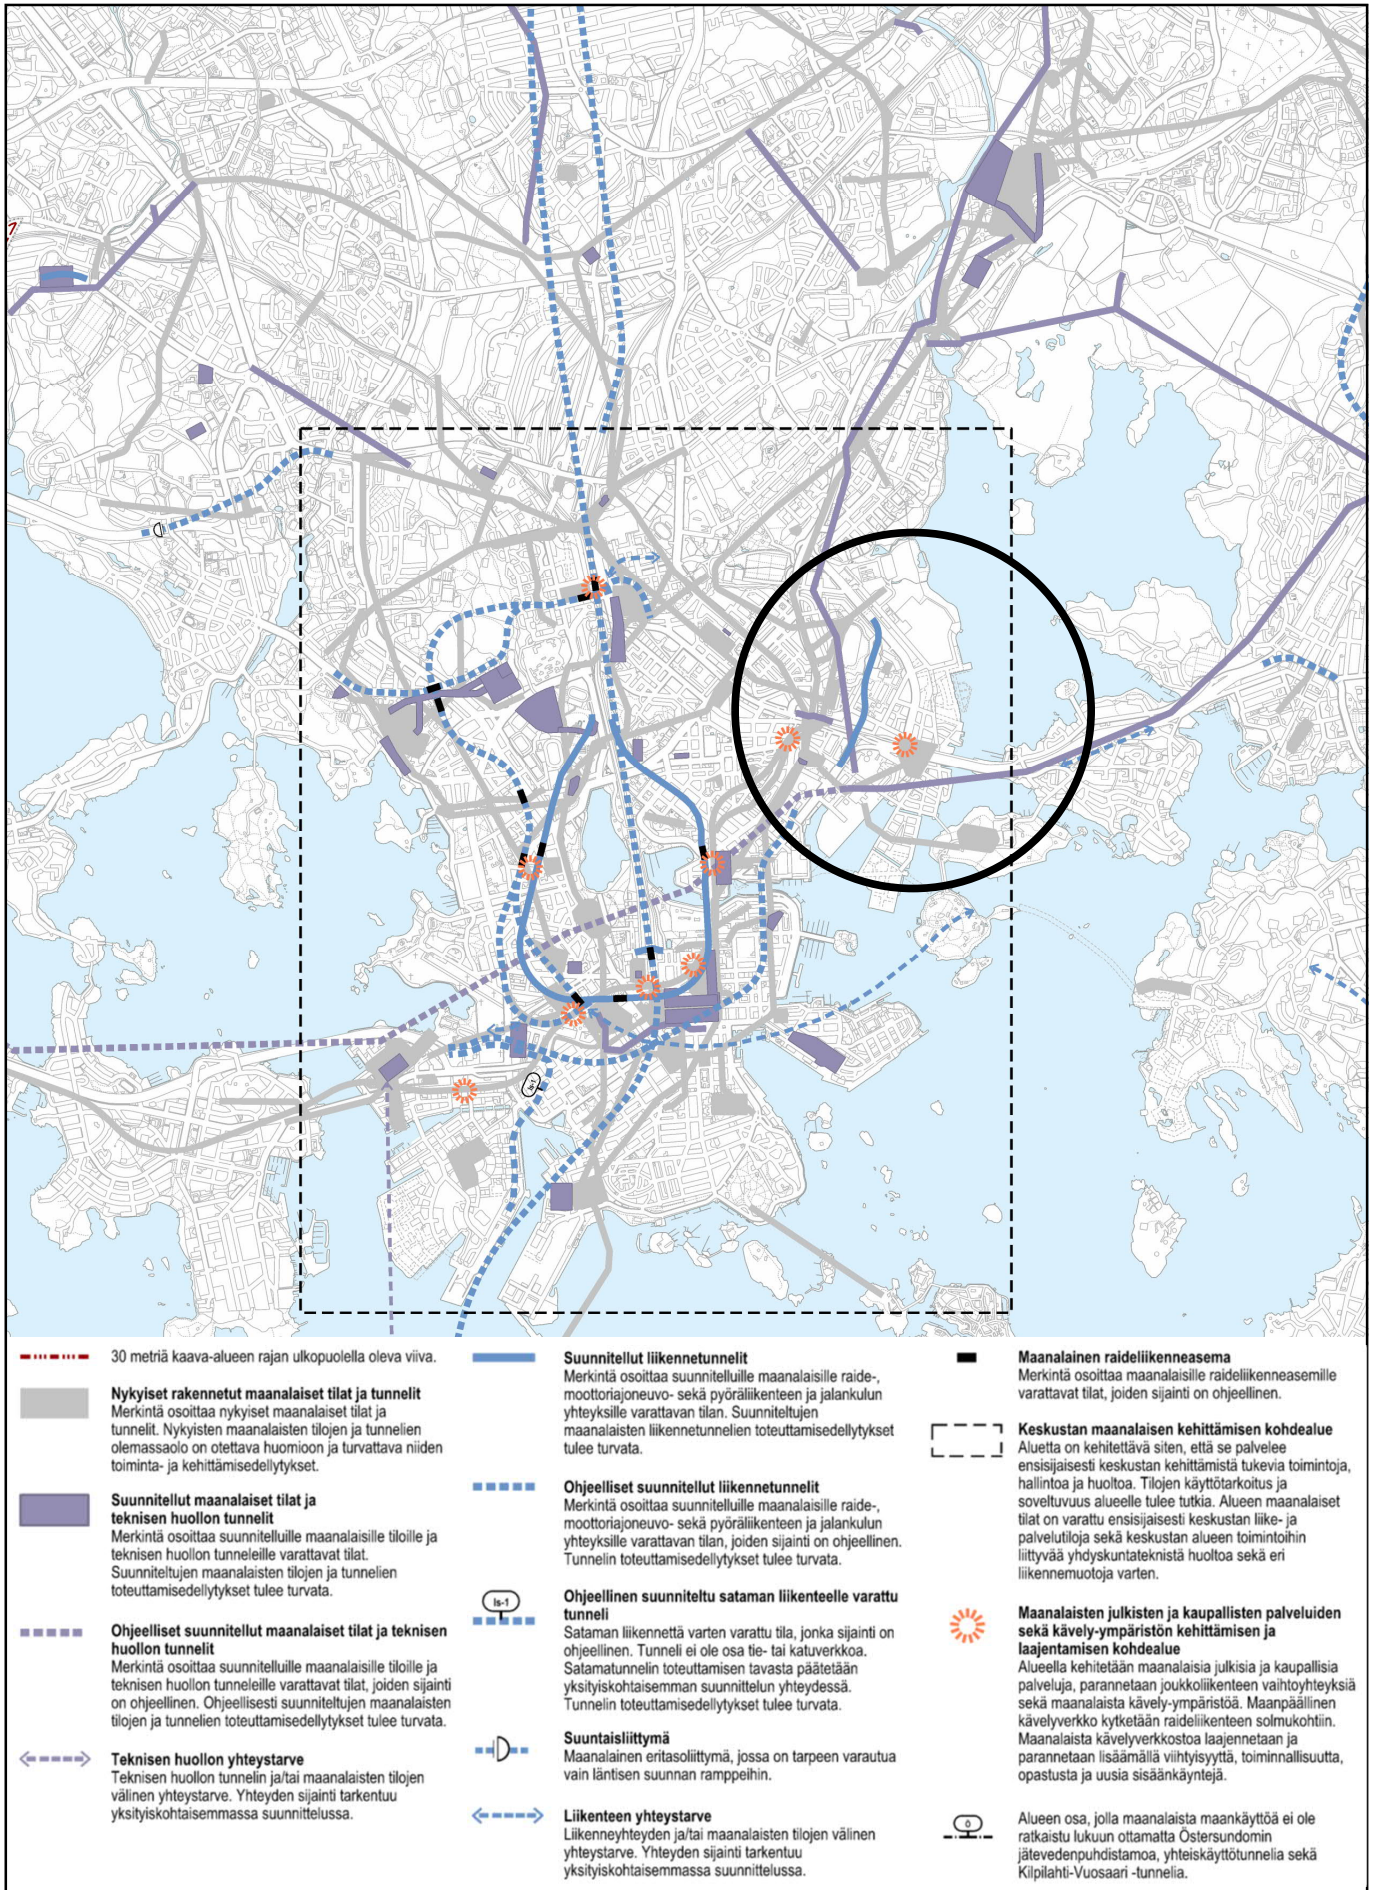 30 metriä kaava-alueen rajan ulkopuolella oleva viiva.
Nykyiset rakennetut maanalaiset tilat ja tunnelit
Merkintä osoittaa nykyiset maanalaiset tilat ja
tunnelit. Nykyisten maanalaisten tilojen ja tunnelien
olemassaolo on otettava huomioon ja turvattava niiden
toiminta- ja kehittämisedellytykset.
Suunnitellut maanalaiset tilat ja
teknisen huollon tunnelit
Merkintä osoittaa suunnitelluille maanalaisille tiloille ja
teknisen huollon tunneleille varattavat tilat.
Suunniteltujen maanalaisten tilojen ja tunnelien
toteuttamisedellytykset tulee turvata.
Ohjeelliset suunnitellut maanalaiset tilat ja teknisen
huollon tunnelit
Merkintä osoittaa suunnitelluille maanalaisille tiloille ja
teknisen huollon tunneleille varattavat tilat, joiden sijainti
on ohjeellinen. Ohjeellisesti suunniteltujen maanalaisten
tilojen ja tunnelien toteuttamisedellytykset tulee turvata.
Teknisen huollon yhteystarve
Teknisen huollon tunnelin ja/tai maanalaisten tilojen
välinen yhteystarve. Yhteyden sijainti tarkentuu
yksityiskohtaisemmassa suunnittelussa.
Suunnitellut liikennetunnelit
Merkintä osoittaa suunnitelluille maanalaisille raide-,
moottoriajoneuvo- sekä pyöräliikenteen ja jalankulun
yhteyksille varattavan tilan. Suunniteltujen
maanalaisten liikennetunnelien toteuttamisedellytykset
tulee turvata.
Ohjeelliset suunnitellut liikennetunnelit
Merkintä osoittaa suunnitelluille maanalaisille raide-,
moottoriajoneuvo- sekä pyöräliikenteen ja jalankulun
yhteyksille varattavan tilan, joiden sijainti on ohjeellinen.
Tunnelin toteuttamisedellytykset tulee turvata.
ls-1
Ohjeellinen suunniteltu sataman liikenteelle varattu
tunneli
Sataman liikennettä varten varattu tila, jonka sijainti on
ohjeellinen. Tunneli ei ole osa tie- tai katuverkkoa.
Satamatunnelin toteuttamisen tavasta päätetään
yksityiskohtaisemman suunnittelun yhteydessä.
Tunnelin toteuttamisedellytykset tulee turvata.
Suuntaisliittymä
Maanalainen eritasoliittymä, jossa on tarpeen varautua
vain läntisen suunnan ramppeihin.
Liikenteen yhteystarve
Liikenneyhteyden ja/tai maanalaisten tilojen välinen
yhteystarve. Yhteyden sijainti tarkentuu
yksityiskohtaisemmassa suunnittelussa.
Maanalainen raideliikenneasema
Merkintä osoittaa maanalaisille raideliikenneasemille
varattavat tilat, joiden sijainti on ohjeellinen.
Keskustan maanalaisen kehittämisen kohdealue
Aluetta on kehitettävä siten, että se palvelee
ensisijaisesti keskustan kehittämistä tukevia toimintoja,
hallintoa ja huoltoa. Tilojen käyttötarkoitus ja
soveltuvuus alueelle tulee tutkia. Alueen maanalaiset
tilat on varattu ensisijaisesti keskustan liike- ja
palvelutiloja sekä keskustan alueen toimintoihin
liittyvää yhdyskuntateknistä huoltoa sekä eri
liikennemuotoja varten.
Maanalaisten julkisten ja kaupallisten palveluiden
sekä kävely-ympäristön kehittämisen ja
laajentamisen kohdealue
Alueella kehitetään maanalaisia julkisia ja kaupallisia
palveluja, parannetaan joukkoliikenteen vaihtoyhteyksiä
sekä maanalaista kävely-ympäristöä. Maanpäällinen
kävelyverkko kytketään raideliikenteen solmukohtiin.
Maanalaista kävelyverkostoa laajennetaan ja
parannetaan lisäämällä viihtyisyyttä, toiminnallisuutta,
opastusta ja uusia sisäänkäyntejä.
0
Alueen osa, jolla maanalaista maankäyttöä ei ole
ratkaistu lukuun ottamatta Östersundomin
jätevedenpuhdistamoa, yhteiskäyttötunnelia sekä
Kilpilahti-Vuosaari -tunnelia.
ls-1